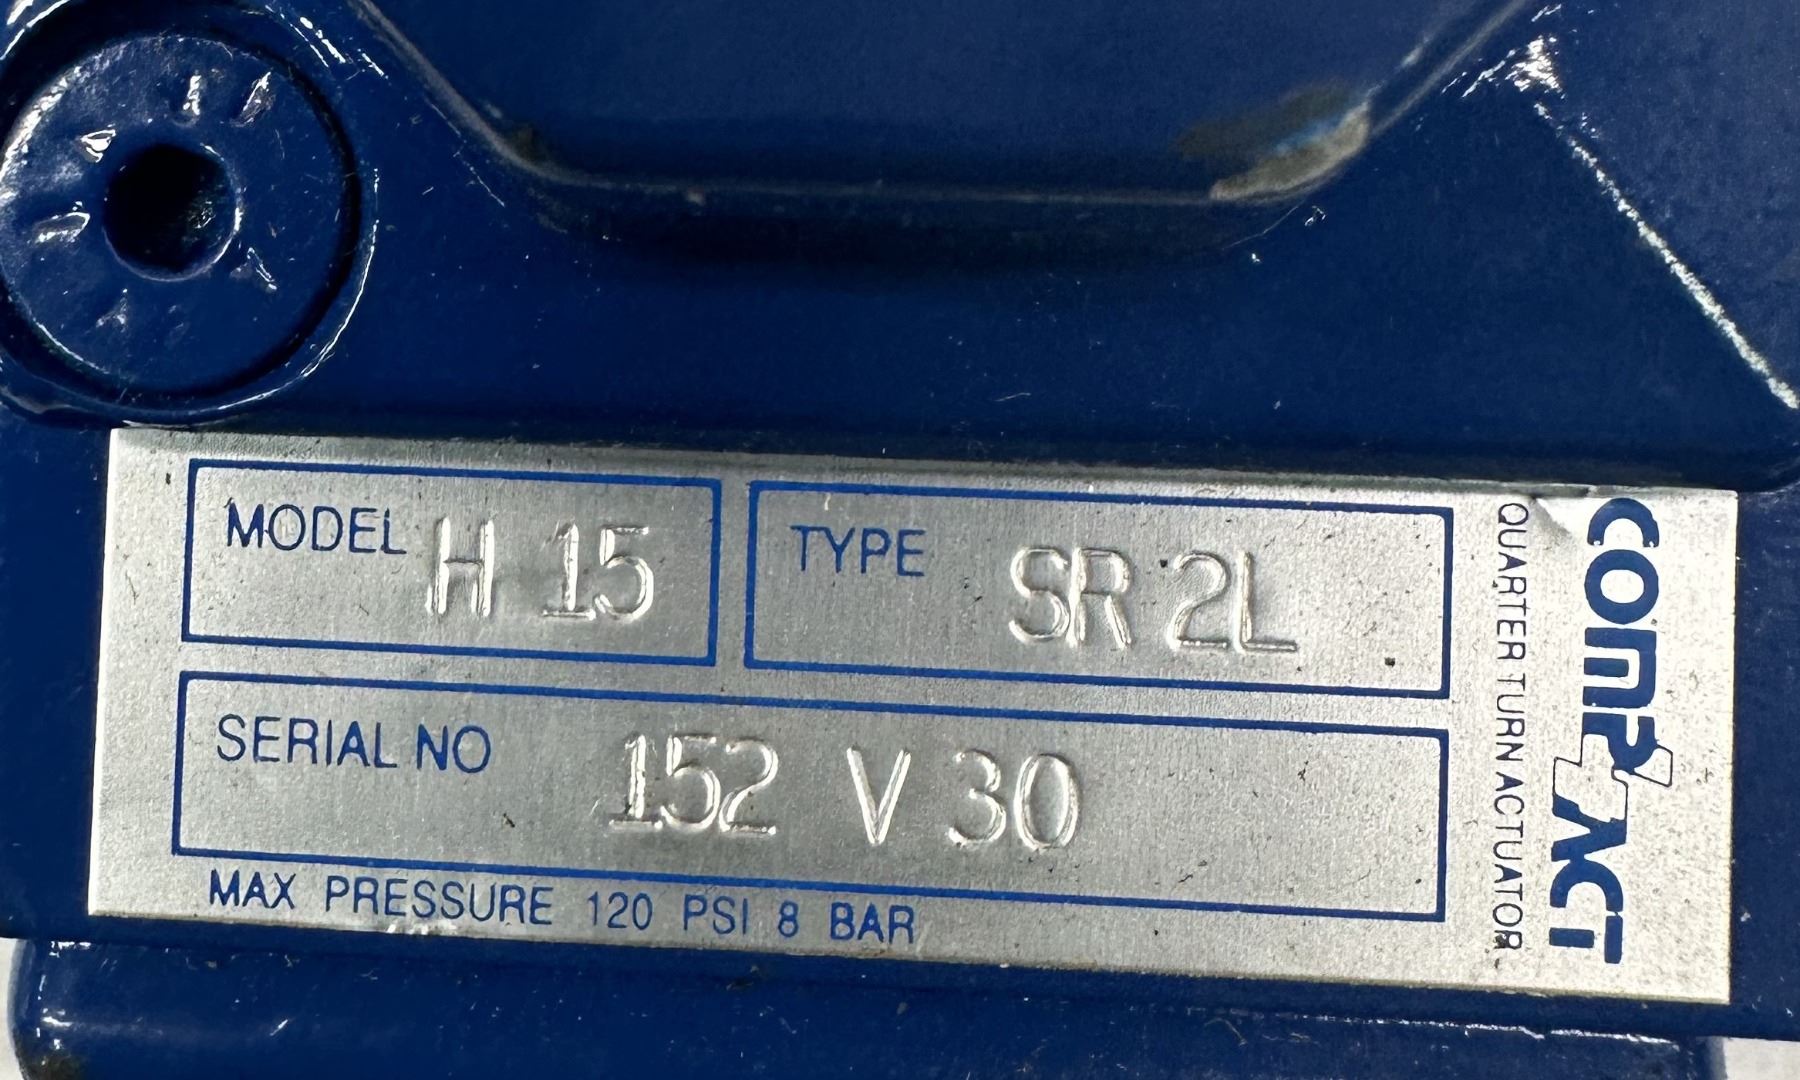 MODEL H 15
TYPE SR 2L
SERIAL NO 152 V 30
MAX PRESSURE 120 PSI 8 BAR
COMPACT
QUARTER TURN ACTUATOR